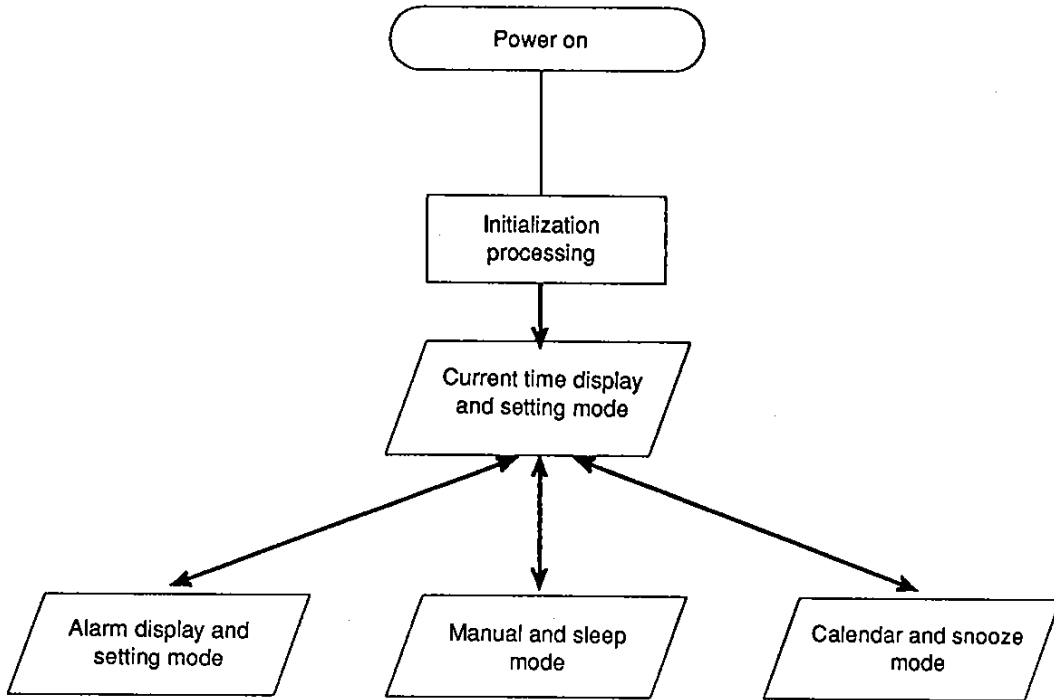 Power on
Initialization
processing
Current time display
and setting mode
Alarm display and
setting mode
Manual and sleep
mode
Calendar and snooze
mode